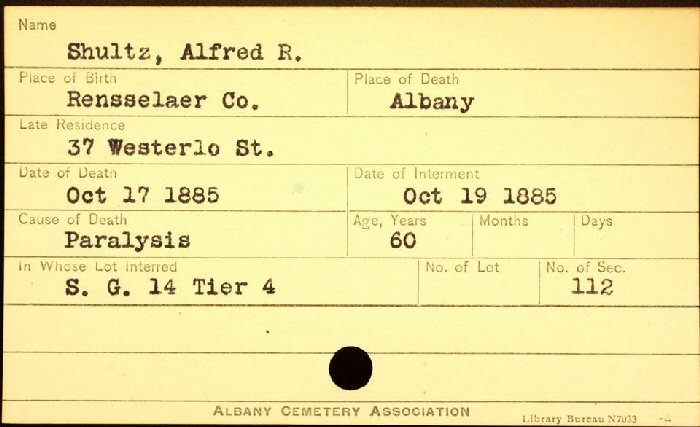 Name
Shultz, Alfred R.
Place of Birth
Rensselaer Co.
Place of Death
Albany
Late Residence
37 Westerlo St.
Date of Death
Oct 17 1885
Date of Interment
Oct 19 1885
Cause of Death
Paralysis
Age, Years
60
Months
Days
In Whose Lot Interred
S. G. 14 Tier 4
No. of Lot
No. of Sec.
112
ALBANY CEMETERY ASSOCIATION
Library Bureau N7033